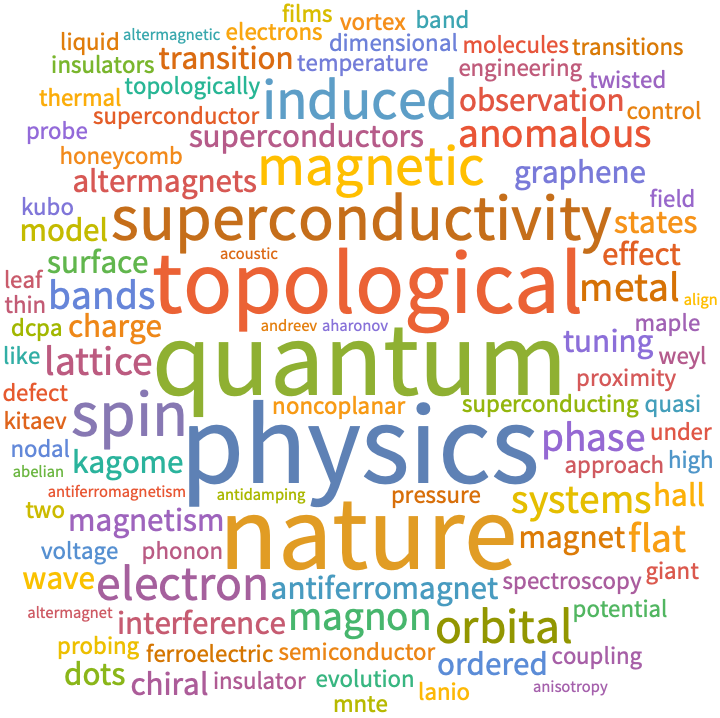 films vortex band
liquid altermagnetic electrons dimensional molecules transitions
insulators transition temperature engineering twisted
thermal topologically induced observation control
superconductor
probe superconductors anomalous
honeycomb magnetic graphene
altermagnets field
kubo superconductivity states
model
surface acoustic effect
leaf bands topological metal align
thin
dcpa charge andreev aharonov tuning maple
like lattice quantum weyl
defect proximity
kitaev spin noncoplanar superconducting quasi
nodal physics phase under
abelian kagome approach high
antiferromagnetism antidamping pressure systems hall
two magnetism nature magnet flat
voltage phonon
wave electron antiferromagnet spectroscopy giant
altermagnet interference magnon orbital potential
probing ferroelectric semiconductor ordered coupling
dots chiral insulator evolution lanio anisotropy
mnte